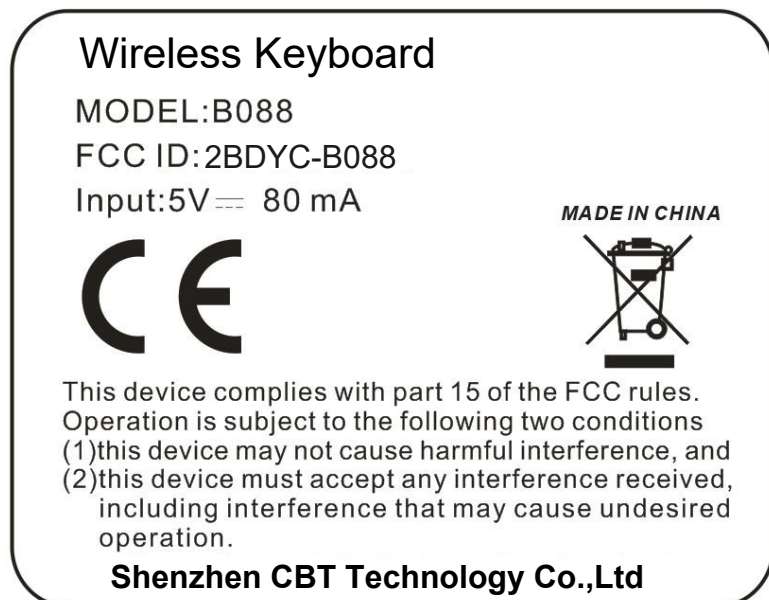 Wireless Keyboard
MODEL:B088
FCC ID: 2BDYC-B088
Input:5V⎓ 80 mA
MADE IN CHINA
CE
This device complies with part 15 of the FCC rules.
Operation is subject to the following two conditions
(1)this device may not cause harmful interference, and
(2)this device must accept any interference received,
including interference that may cause undesired
operation.
Shenzhen CBT Technology Co.,Ltd